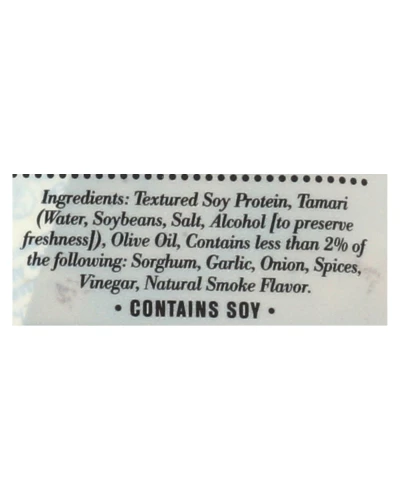 Ingredients: Textured Soy Protein, Tamari
(Water, Soybeans, Salt, Alcohol [to preserve
freshness]), Olive Oil, Contains less than 2% of
the following: Sorghum, Garlic, Onion, Spices,
Vinegar, Natural Smoke Flavor.
• CONTAINS SOY •